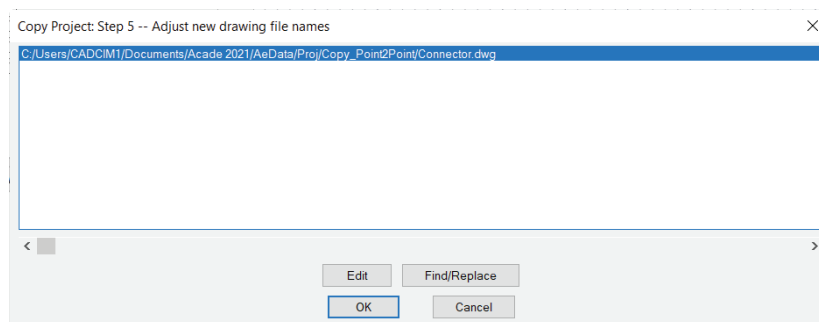 Copy Project: Step 5 -- Adjust new drawing file names
C:/Users/CADCIM1/Documents/Acade 2021/AeData/Proj/Copy_Point2Point/Connector.dwg
Edit Find/Replace
OK Cancel